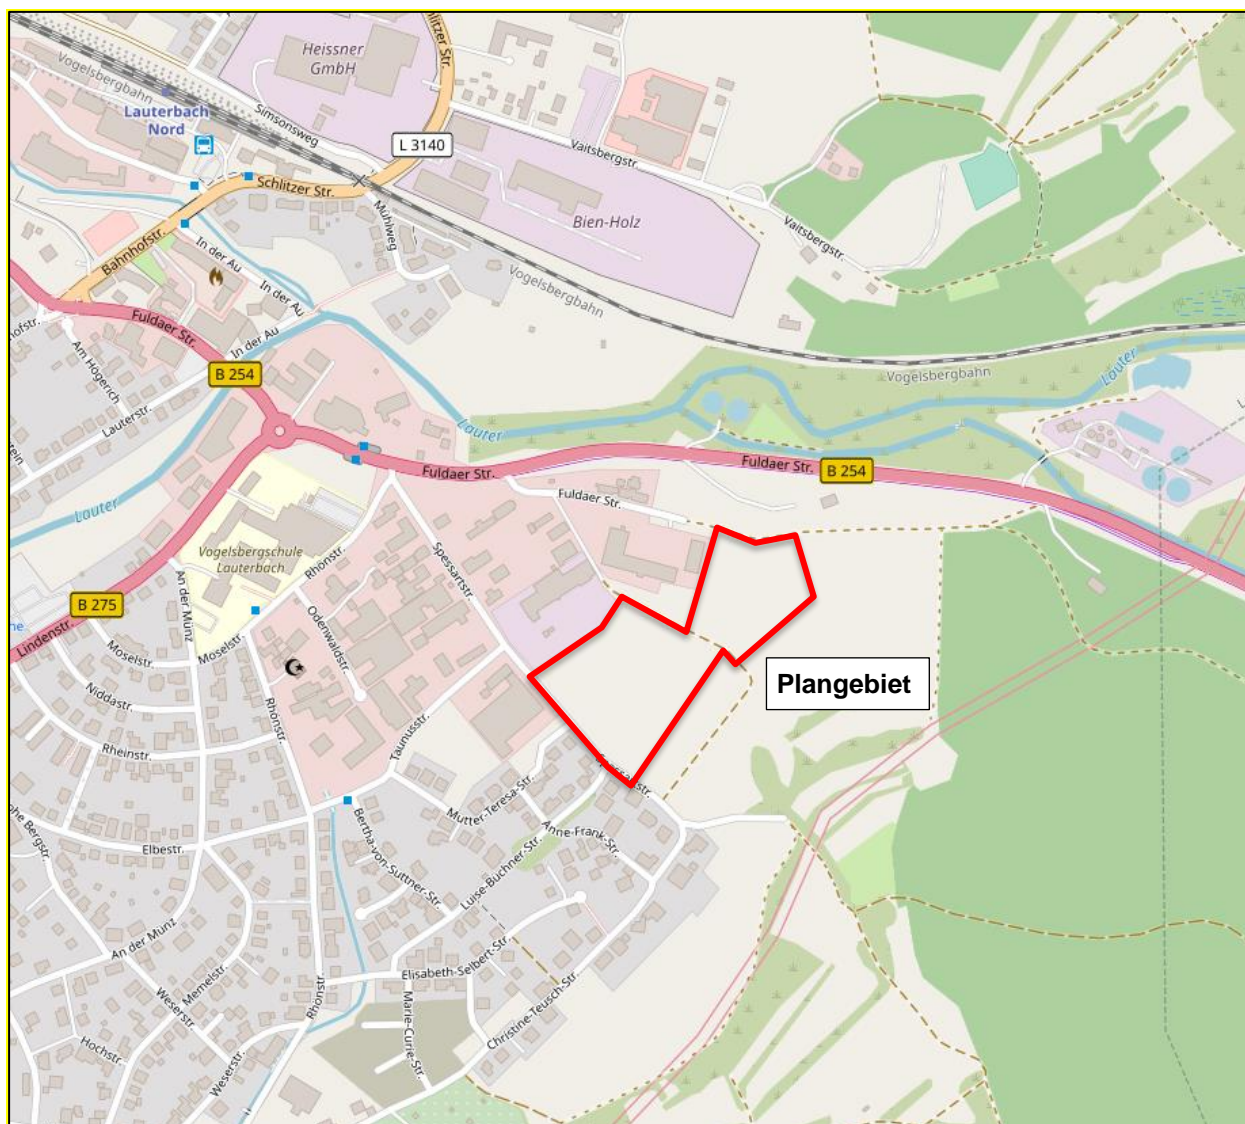 Heissner
GmbH
Schlitzer Str.
Vogelsbergbahn
Lauterbach
Nord
Simsonsweg
L 3140
Vaitsbergstr.
Schlitzer Str.
Mühlweg
Bien-Holz
Vaitsbergstr.
Bahnhofstr.
In der Au
In der Au
Vogelsbergbahn
Fuldaer Str.
In der Au
Am Högerich
B 254
Vogelsbergbahn
Lauter
Lauterstr.
Lauter
Fuldaer Str.
Fuldaer Str.
B 254
Fuldaer Str.
Lauter
Vogelsbergschule
Lauterbach
Rhönstr.
Spessartstr.
An der Münz
B 275
Lindenstr.
Moselstr.
Moselstr.
Odenwaldstr.
Niddastr.
Plangebiet
Rhönstr.
Rheinstr.
Taunusstr.
Spessartstr.
Mutter-Teresa-Str.
Anne-Frank-Str.
Hohe Bergstr.
Elbestr.
Bertha-von-Suttner-Str.
Luise-Büchner-Str.
An der Münz
Elisabeth-Selbert-Str.
Memelstr.
Weserstr.
Rhönstr.
Marie-Curie-Str.
Christine-Teusch-Str.
Hochstr.
Weserstr.